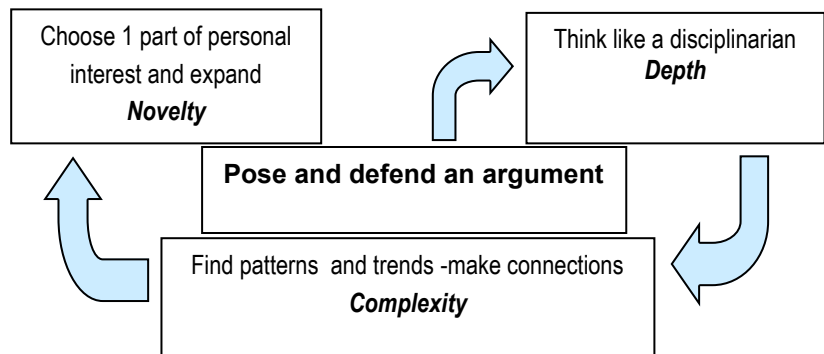 Choose 1 part of personal
interest and expand
Novelty
Think like a disciplinarian
Depth
Pose and defend an argument
Find patterns and trends -make connections
Complexity